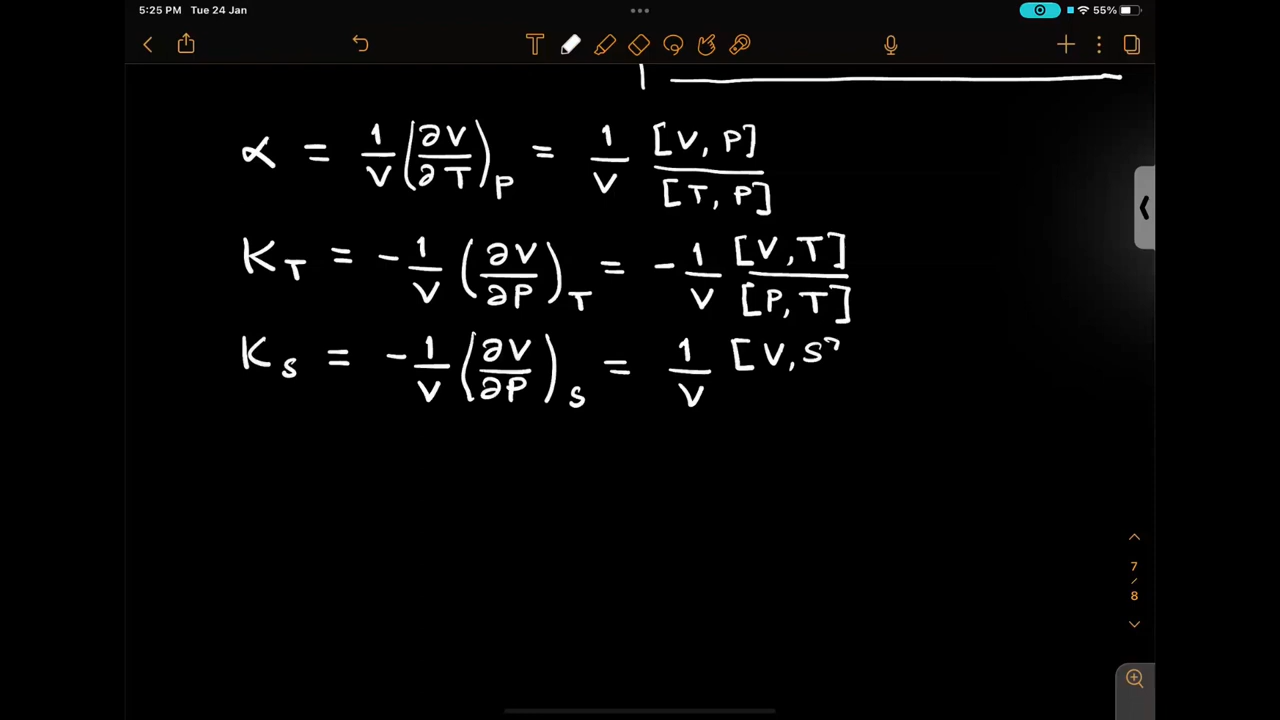 5:25 PM Tue 24 Jan 55%
T
α = 1/V (∂V/∂T)_P = 1/V [V, P]/[T, P]
K_T = -1/V (∂V/∂P)_T = -1/V [V, T]/[P, T]
K_S = -1/V (∂V/∂P)_S = 1/V [V, S
7
/
8